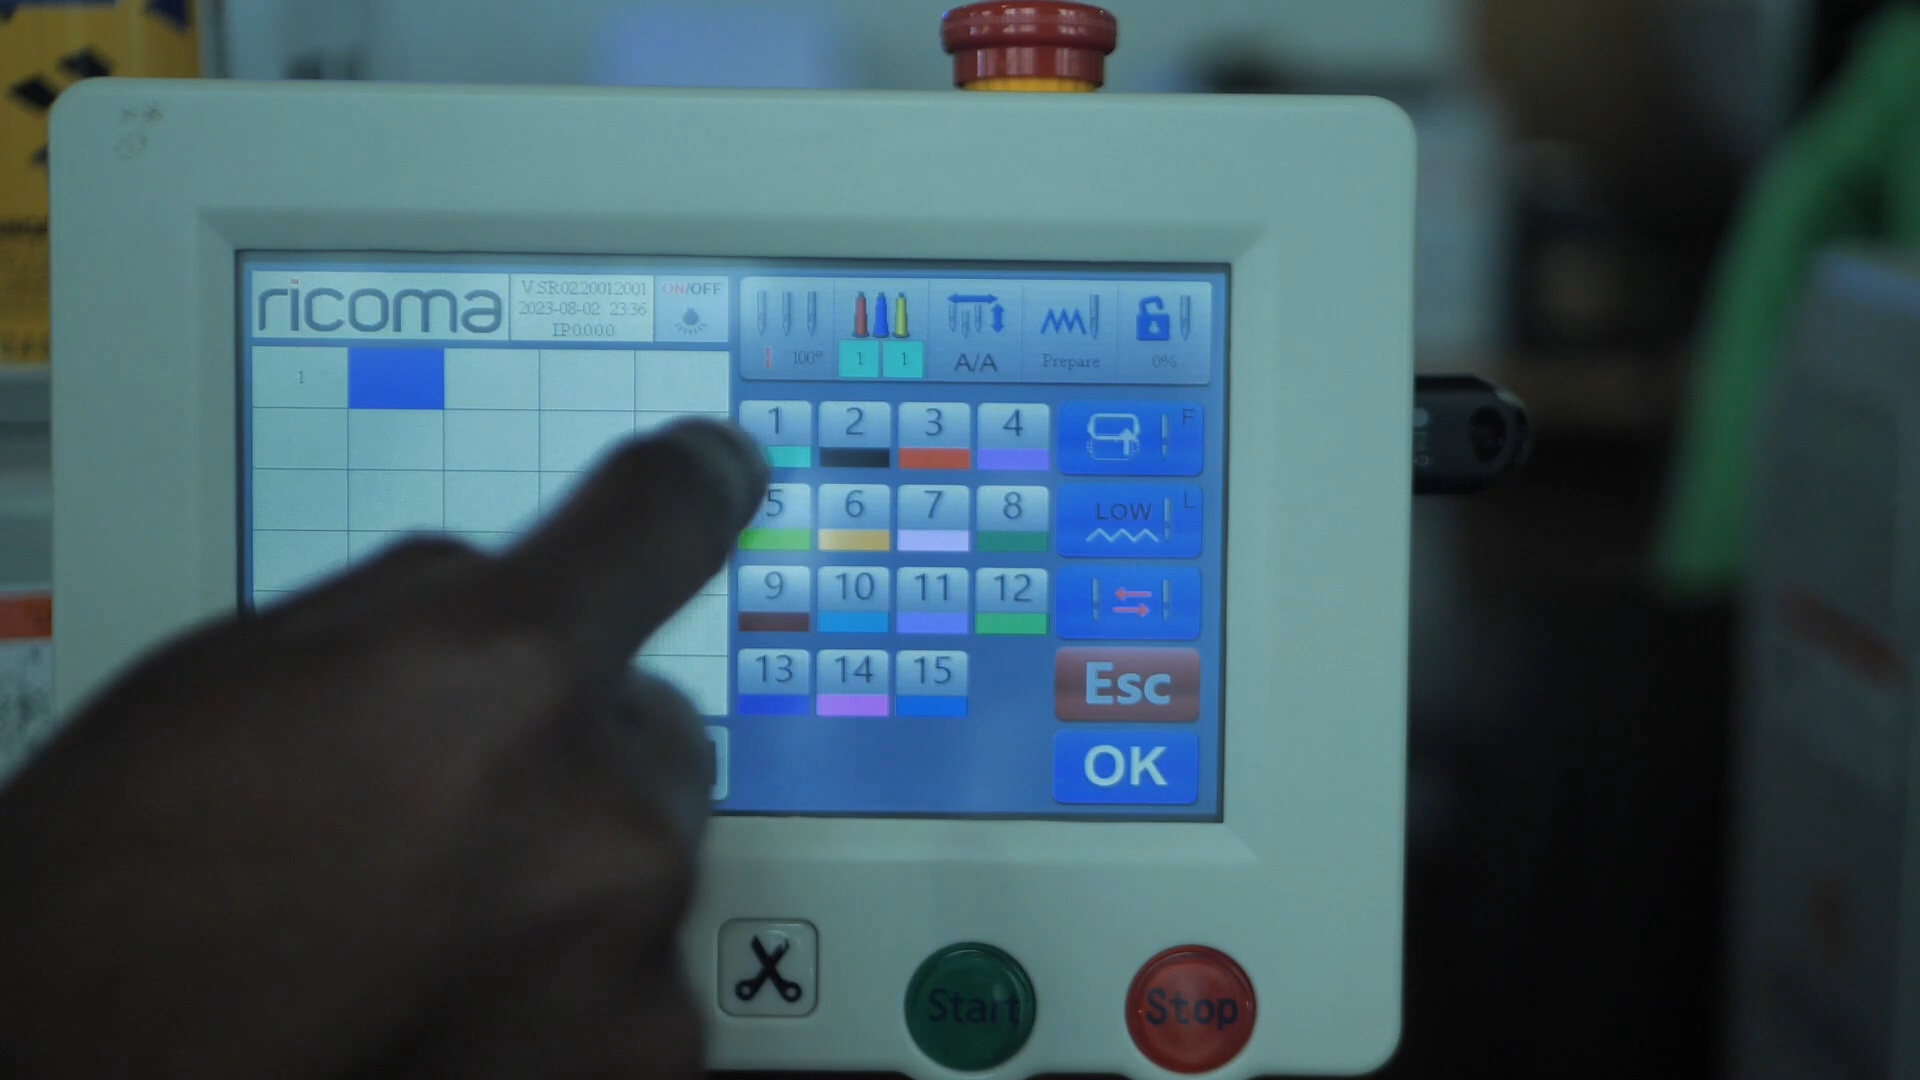 ricoma
V.SR.0220012001
2023-08-02 23:36
IP:0.0.0.0
ON/OFF
100°
1 1
A/A
Prepare
0%
1
1 2 3 4
F
5 6 7 8
LOW L
9 10 11 12
13 14 15
Esc
OK
Start
Stop